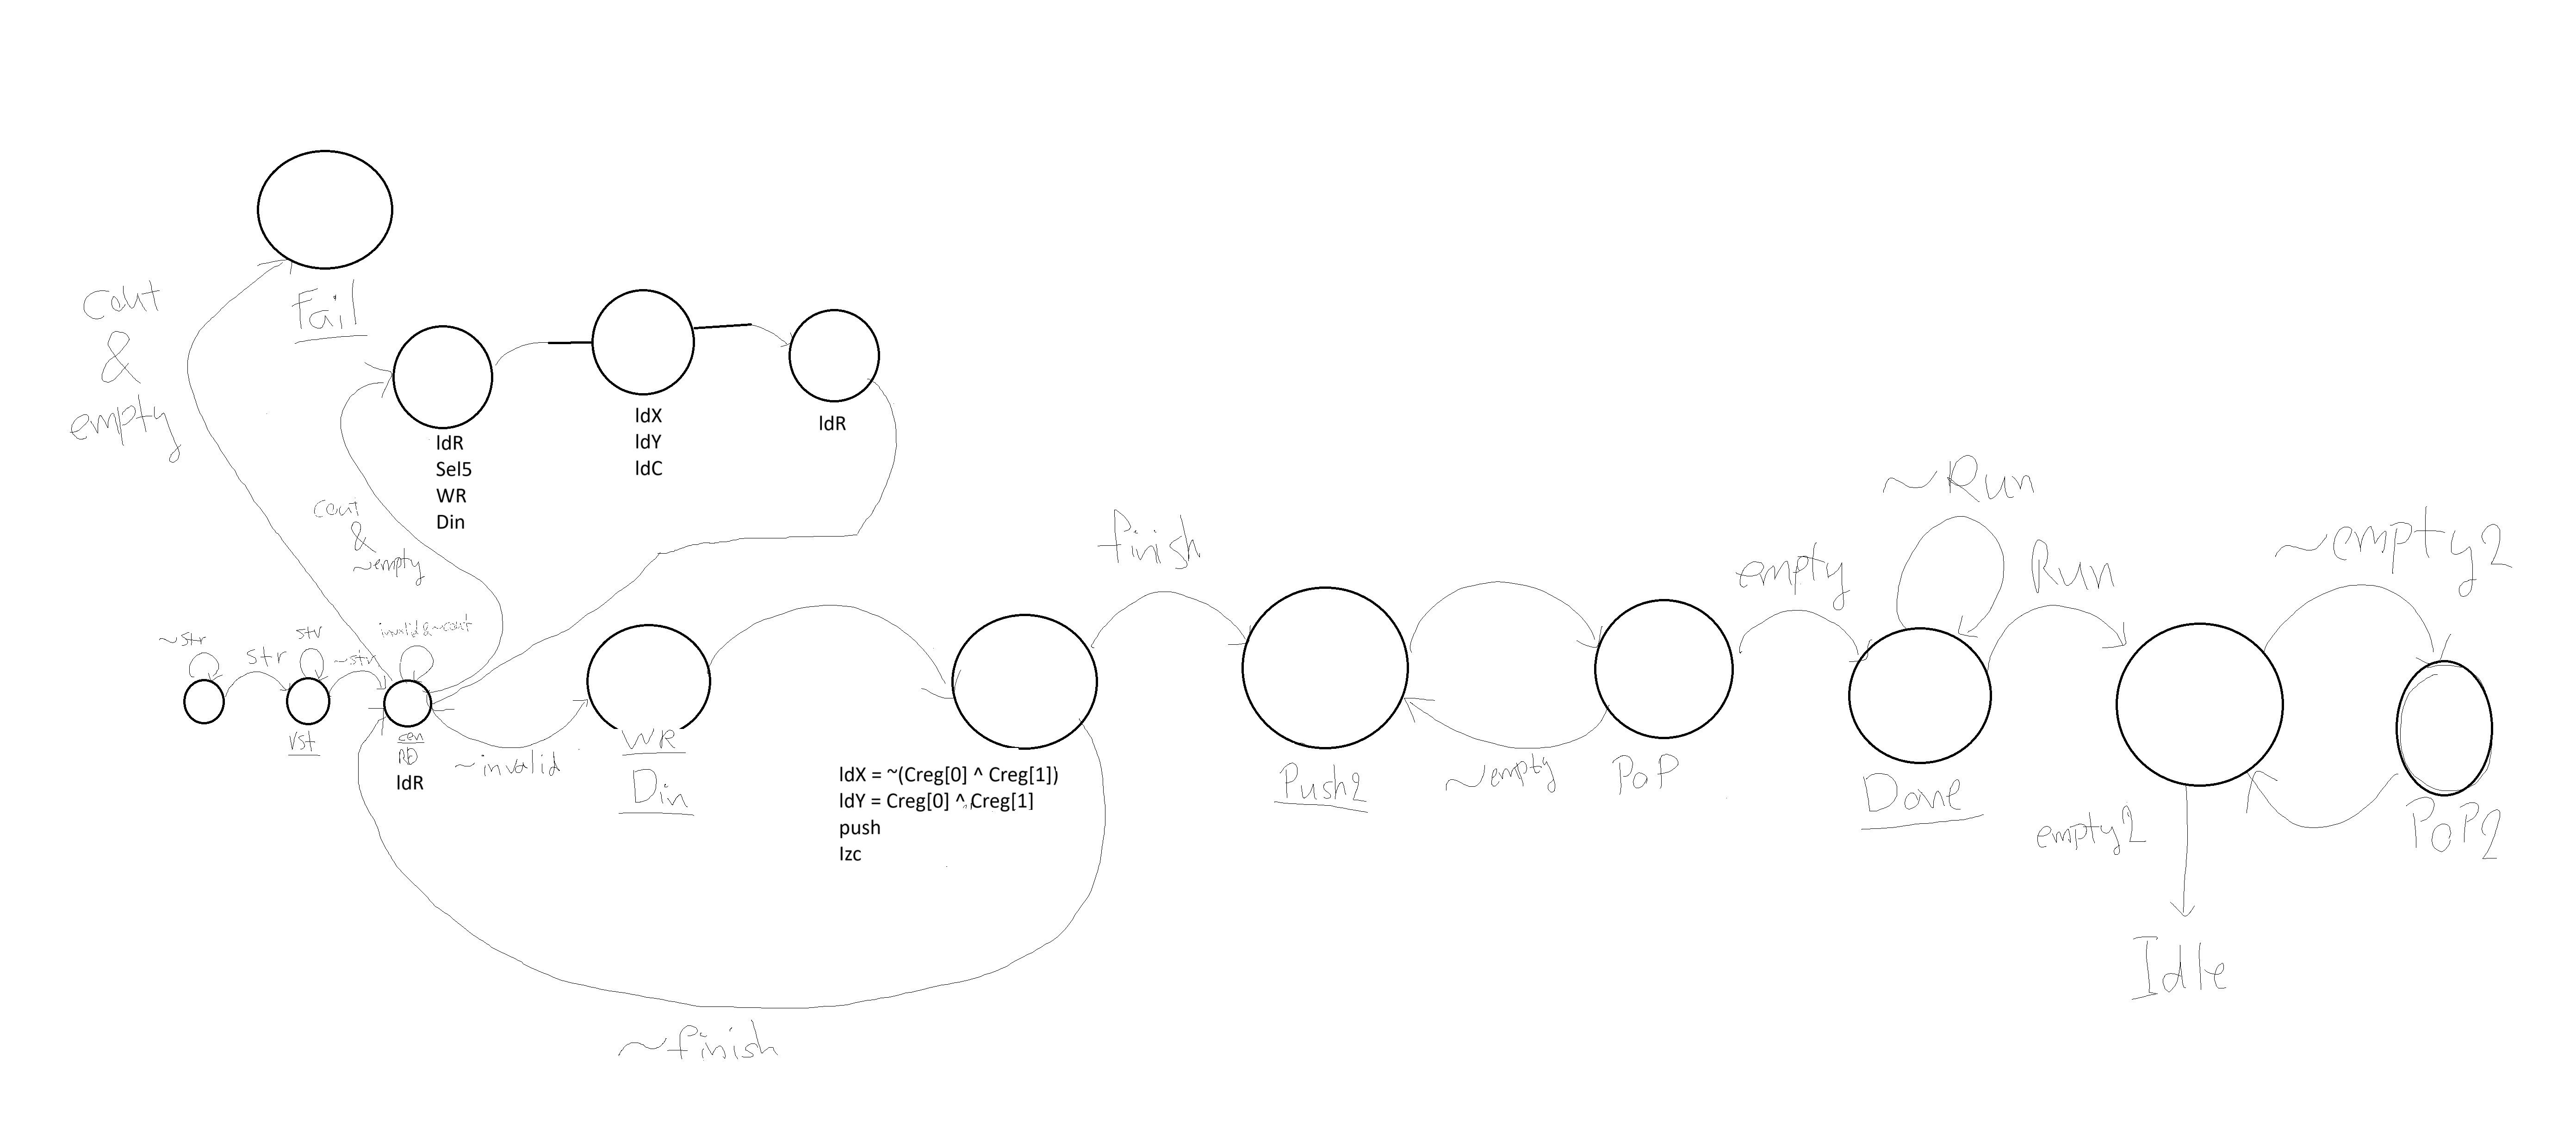 Fail
cout
&
empty
ldR
Sel5
WR
Din
ldX
ldY
ldC
ldR
cout
&
~empty
~str
str
str
~str
invalid&~cout
rst
cen
RD
ldR
~invalid
WR
Din
ldX = ~(Creg[0] ^ Creg[1])
ldY = Creg[0] ^ Creg[1]
push
Izc
~finish
finish
Push2
~empty
PoP
empty
~Run
Run
Done
empty2
~empty2
PoP2
Idle